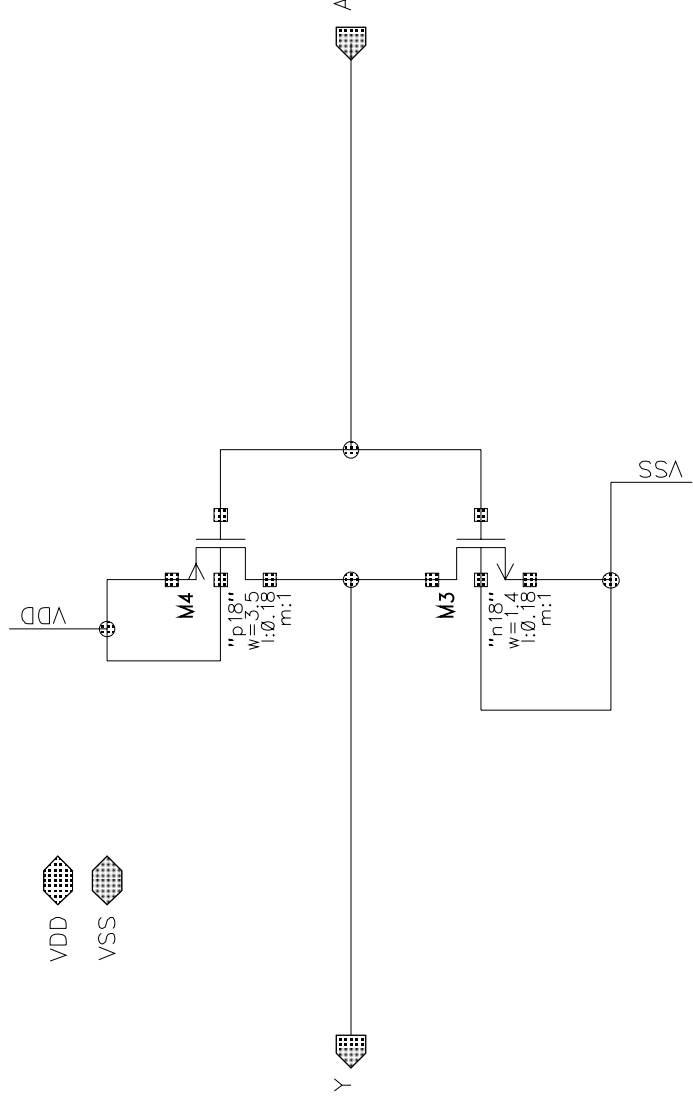 A
VDD
M4
"p18"
w=3.5
l:0.18
m:1
M3
"n18"
w=1.4
l:0.18
m:1
VSS
VDD
VSS
Y